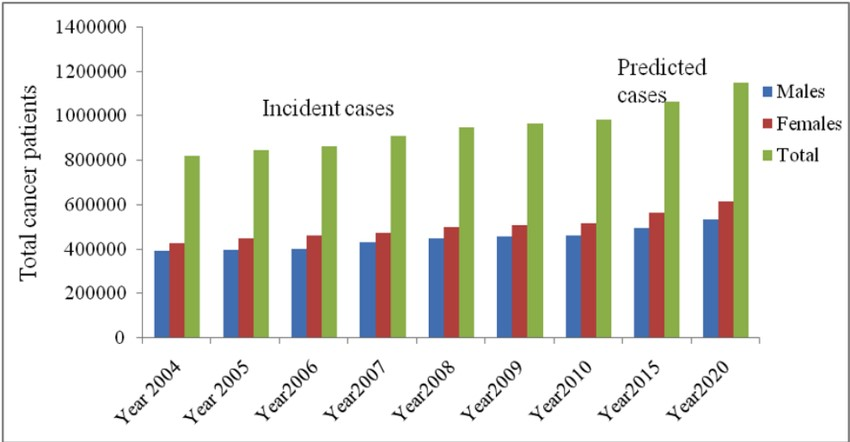 1400000
1200000
1000000
800000
600000
400000
200000
0
Total cancer patients
Incident cases
Predicted
cases
Males
Females
Total
Year 2004
Year 2005
Year2006
Year2007
Year2008
Year2009
Year2010
Year2015
Year2020